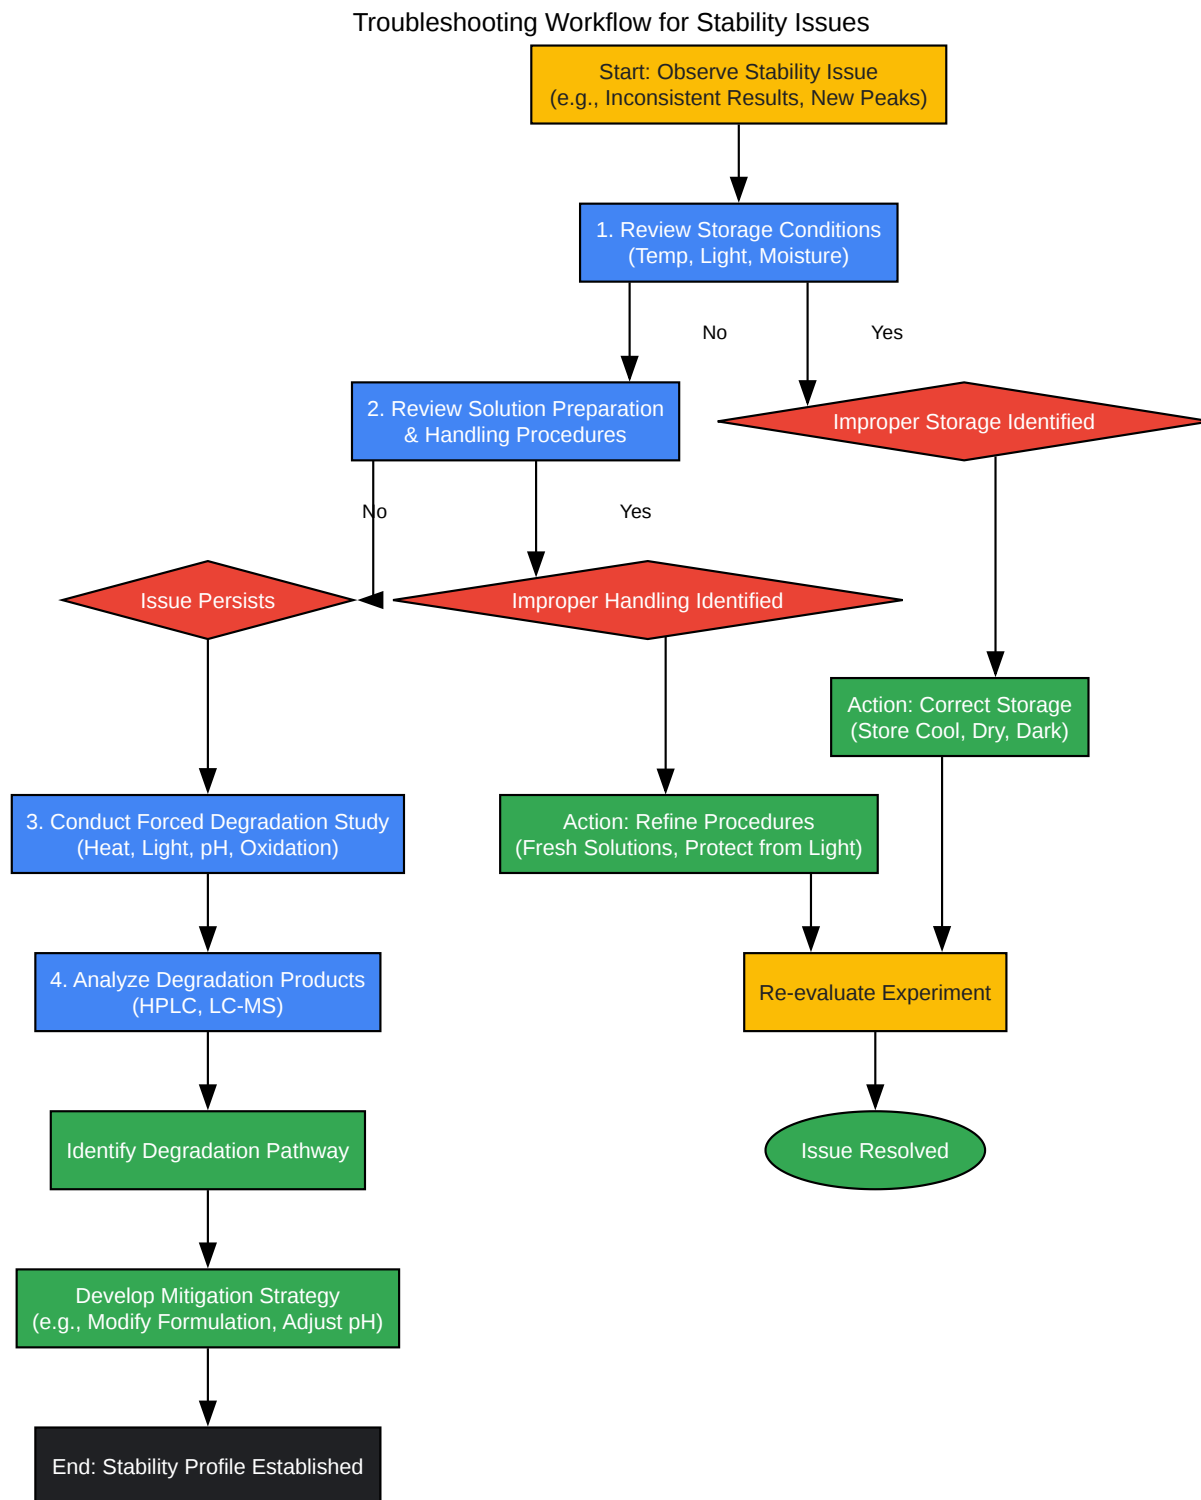 Troubleshooting Workflow for Stability Issues
Start: Observe Stability Issue
(e.g., Inconsistent Results, New Peaks)
1. Review Storage Conditions
(Temp, Light, Moisture)
No
Yes
2. Review Solution Preparation
& Handling Procedures
Improper Storage Identified
No
Yes
Issue Persists
Improper Handling Identified
Action: Correct Storage
(Store Cool, Dry, Dark)
3. Conduct Forced Degradation Study
(Heat, Light, pH, Oxidation)
Action: Refine Procedures
(Fresh Solutions, Protect from Light)
4. Analyze Degradation Products
(HPLC, LC-MS)
Re-evaluate Experiment
Identify Degradation Pathway
Issue Resolved
Develop Mitigation Strategy
(e.g., Modify Formulation, Adjust pH)
End: Stability Profile Established